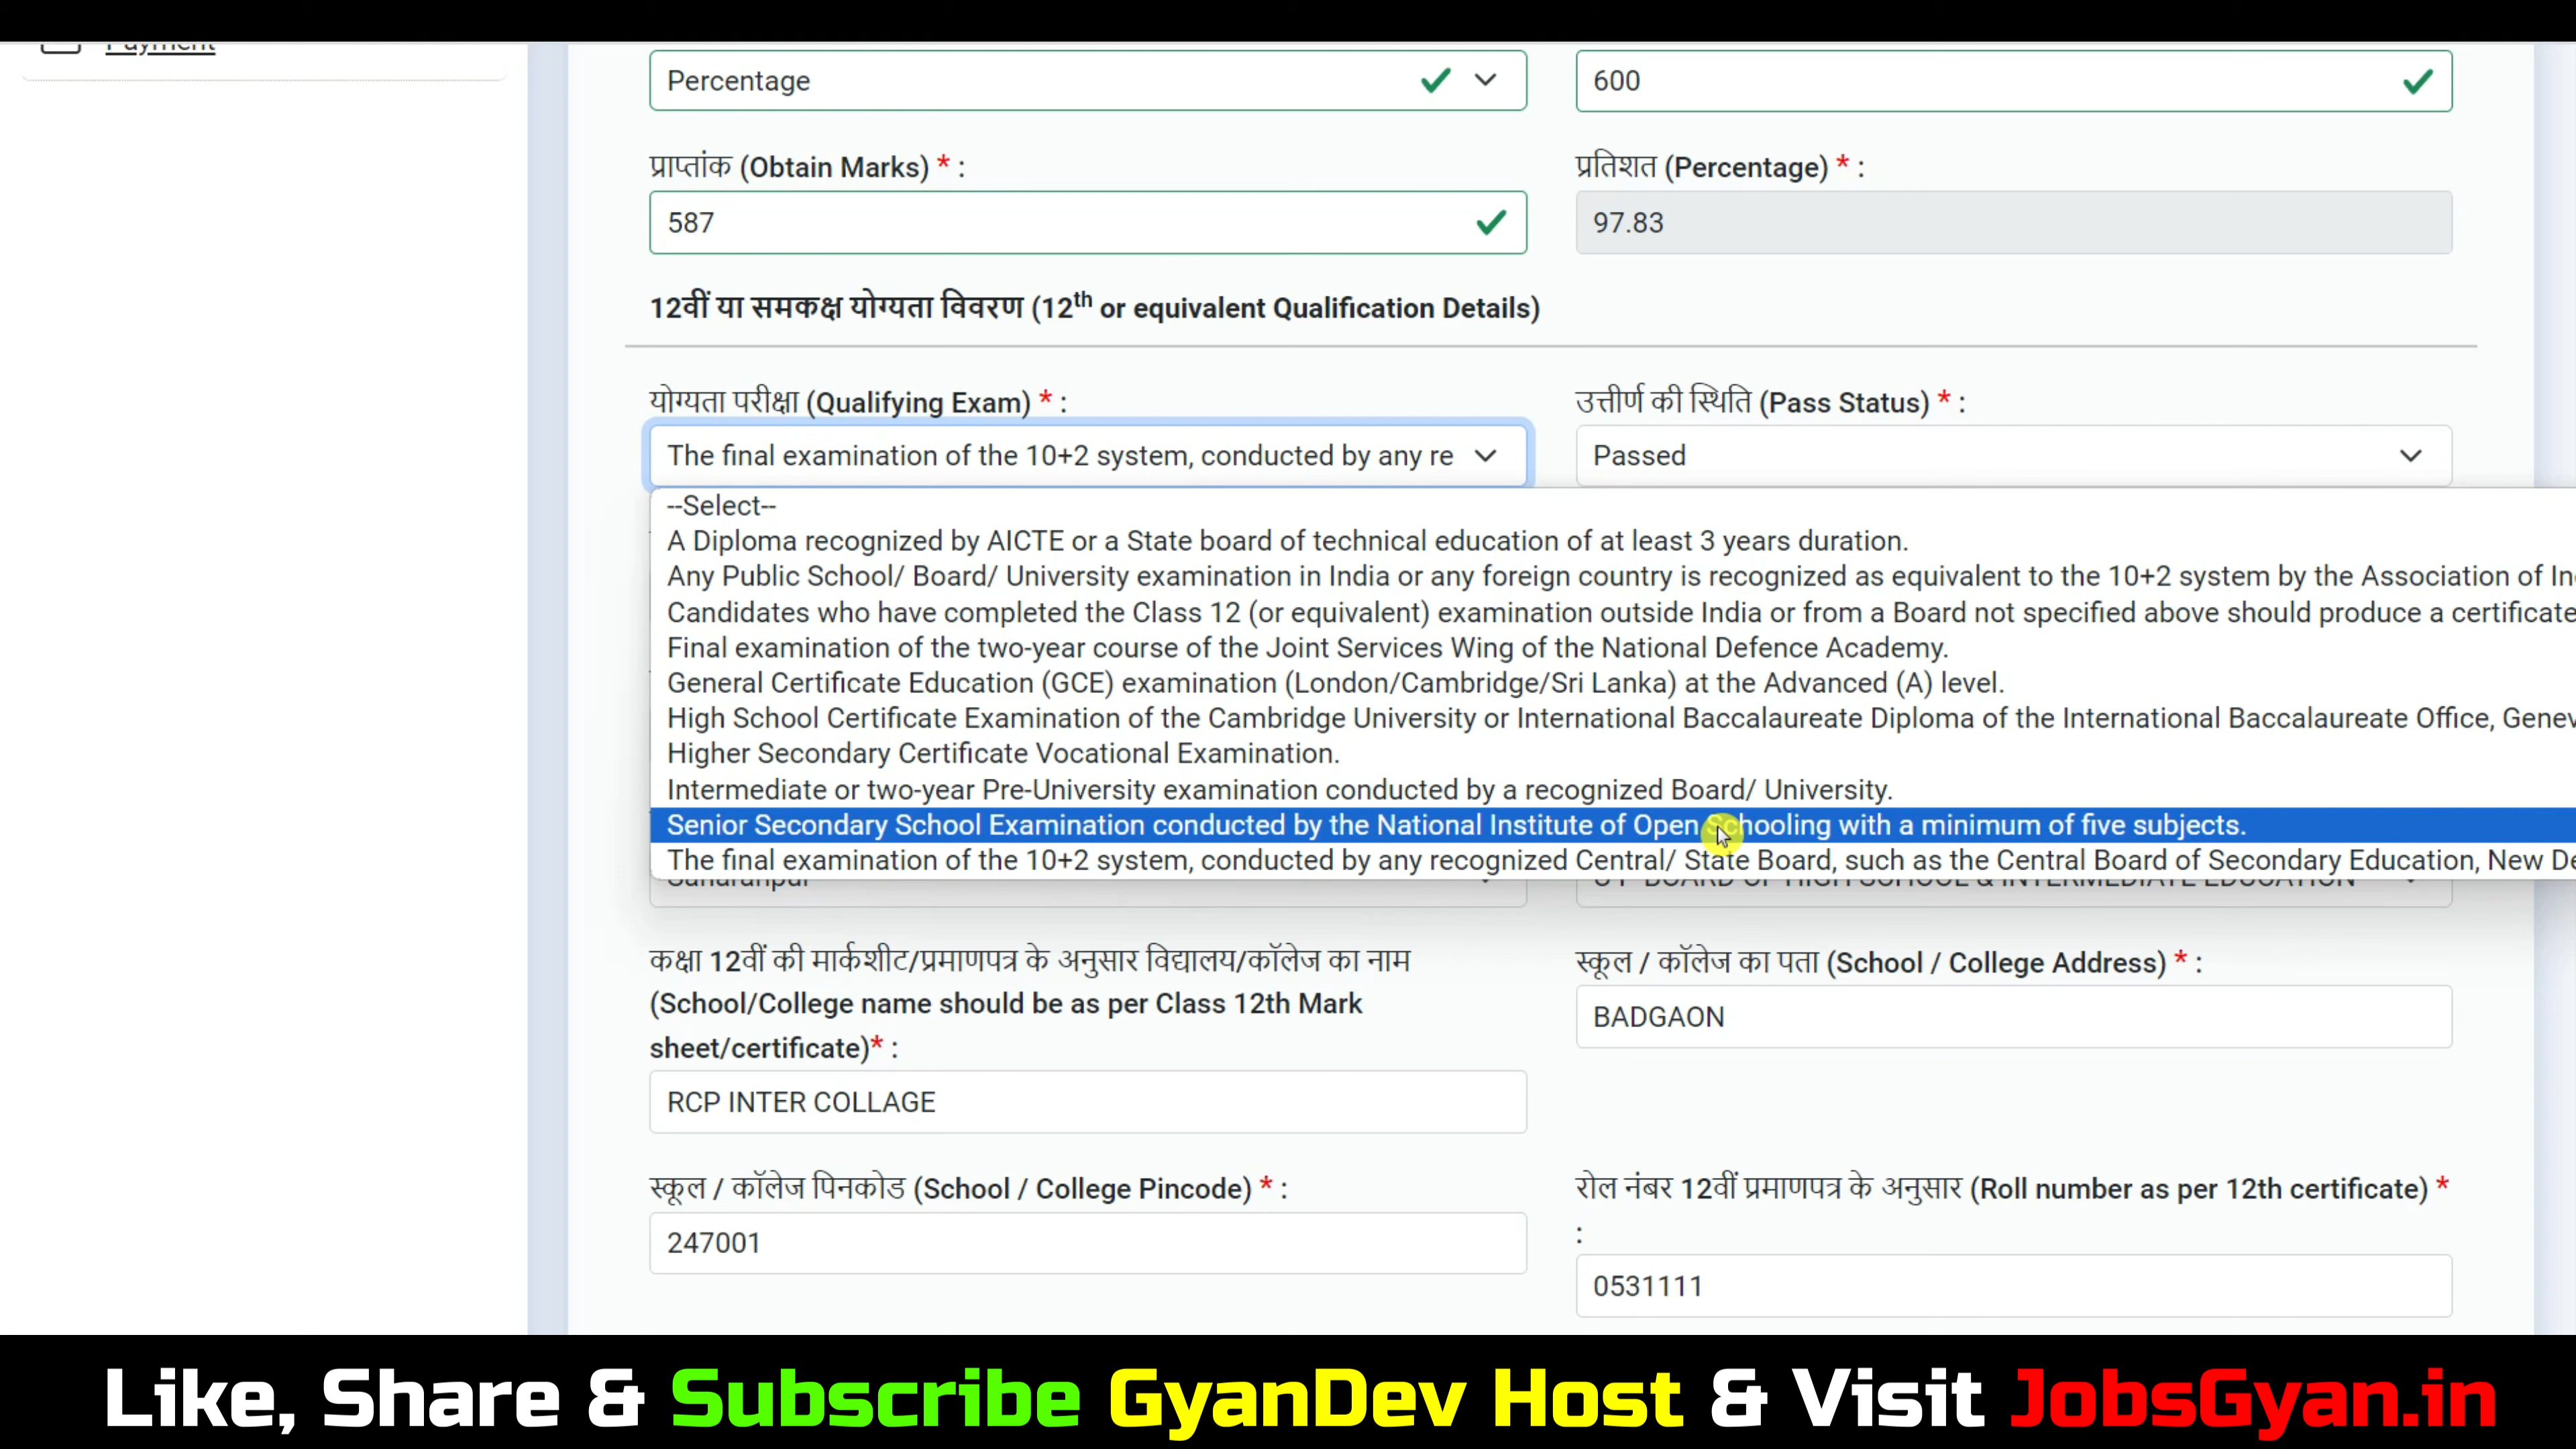 Payment
Percentage
600
प्राप्तांक (Obtain Marks) * :
प्रतिशत (Percentage) * :
587
97.83
12वीं या समकक्ष योग्यता विवरण (12th or equivalent Qualification Details)
योग्यता परीक्षा (Qualifying Exam) * :
उत्तीर्ण की स्थिति (Pass Status) * :
The final examination of the 10+2 system, conducted by any re
Passed
--Select--
A Diploma recognized by AICTE or a State board of technical education of at least 3 years duration.
Any Public School/ Board/ University examination in India or any foreign country is recognized as equivalent to the 10+2 system by the Association of
Candidates who have completed the Class 12 (or equivalent) examination outside India or from a Board not specified above should produce a certificate
Final examination of the two-year course of the Joint Services Wing of the National Defence Academy.
General Certificate Education (GCE) examination (London/Cambridge/Sri Lanka) at the Advanced (A) level.
High School Certificate Examination of the Cambridge University or International Baccalaureate Diploma of the International Baccalaureate Office,
Higher Secondary Certificate Vocational Examination.
Intermediate or two-year Pre-University examination conducted by a recognized Board/ University.
Senior Secondary School Examination conducted by the National Institute of Open Schooling with a minimum of five subjects.
The final examination of the 10+2 system, conducted by any recognized Central/ State Board, such as the Central Board of Secondary Education, New
Saharanpur
BOARD OF HIGH SCHOOL & INTERMEDIATE EDUCATION
कक्षा 12वीं की मार्कशीट/प्रमाणपत्र के अनुसार विद्यालय/कॉलेज का नाम
(School/College name should be as per Class 12th Mark
sheet/certificate)* :
स्कूल / कॉलेज का पता (School / College Address) * :
BADGAON
RCP INTER COLLAGE
स्कूल / कॉलेज पिनकोड (School / College Pincode) * :
रोल नंबर 12वीं प्रमाणपत्र के अनुसार (Roll number as per 12th certificate) *
:
247001
0531111
Like, Share & Subscribe GyanDev Host & Visit JobsGyan.in